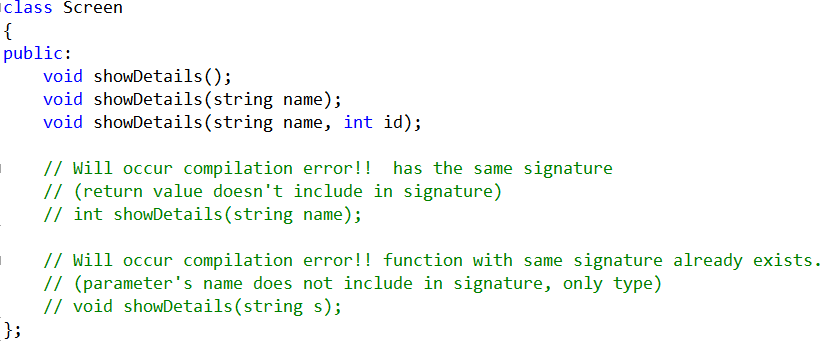 class Screen
{
public:
    void showDetails();
    void showDetails(string name);
    void showDetails(string name, int id);

    // Will occur compilation error!!  has the same signature
    // (return value doesn't include in signature)
    // int showDetails(string name);

    // Will occur compilation error!! function with same signature already exists.
    // (parameter's name does not include in signature, only type)
    // void showDetails(string s);
};